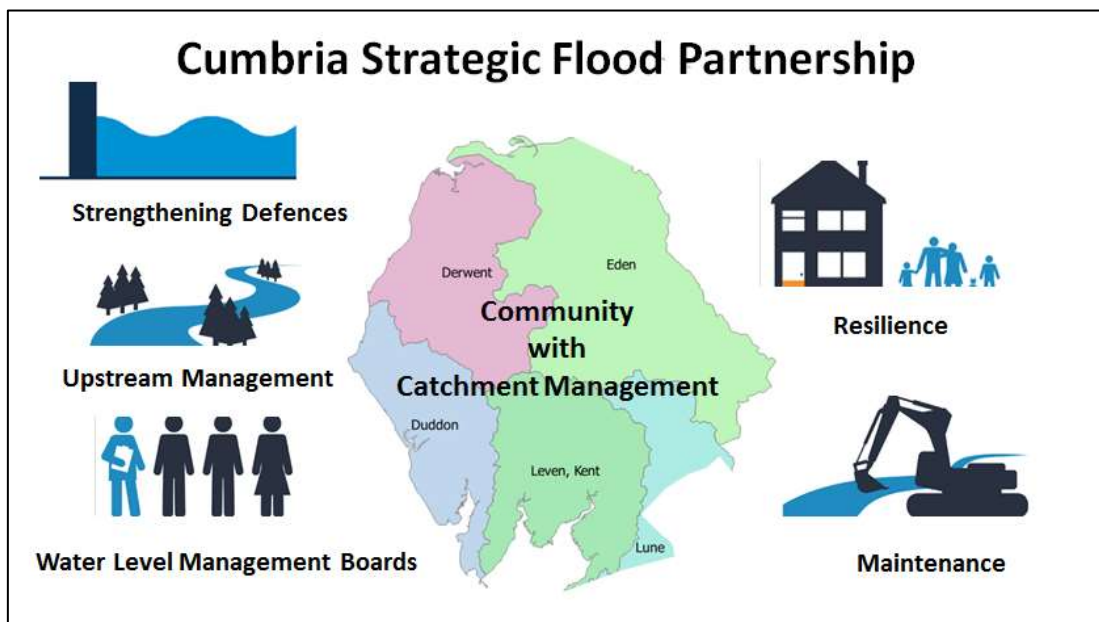 Cumbria Strategic Flood Partnership
Strengthening Defences
Upstream Management
Water Level Management Boards
Derwent
Eden
Community
with
Catchment Management
Duddon
Leven, Kent
Lune
Resilience
Maintenance